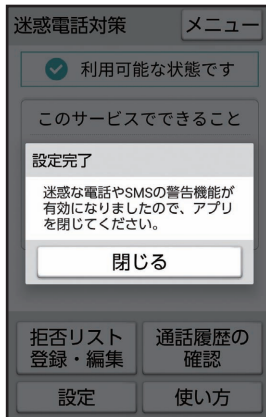 迷惑電話対策
メニュー
利用可能な状態です
このサービスでできること
設定完了
迷惑な電話やSMSの警告機能が
有効になりましたので、アプリ
を閉じてください。
閉じる
拒否リスト
登録・編集
通話履歴の
確認
設定
使い方